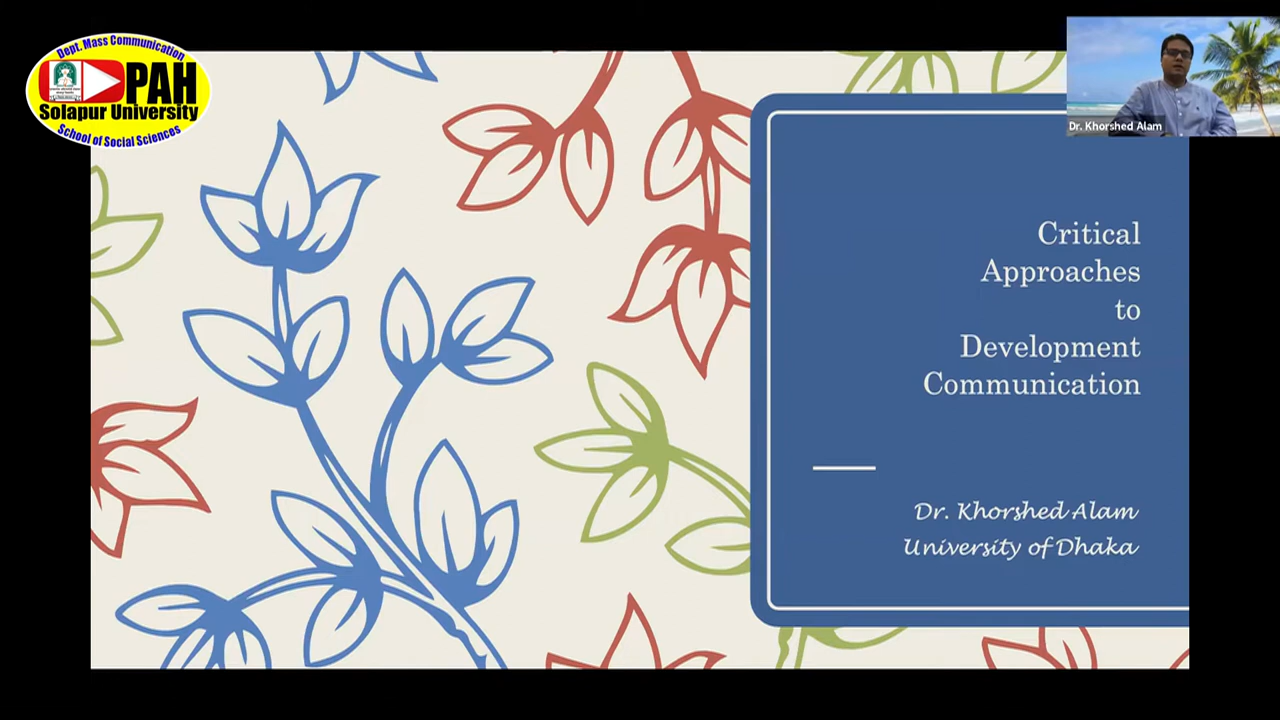 Dept. Mass Communication
PAH
Solapur University
School of Social Sciences
Dr. Khorshed Alam
Critical
Approaches
to
Development
Communication
Dr. Khorshed Alam
University of Dhaka